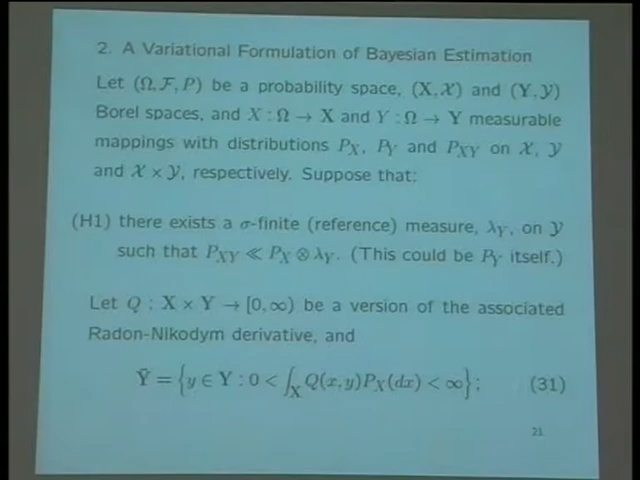 2. A Variational Formulation of Bayesian Estimation
Let (Ω, ℱ, P) be a probability space, (𝐗, 𝒳) and (𝐘, 𝒴)
Borel spaces, and X : Ω → 𝐗 and Y : Ω → 𝐘 measurable
mappings with distributions P_X, P_Y and P_XY on 𝒳, 𝒴
and 𝒳 × 𝒴, respectively. Suppose that:
(H1) there exists a σ-finite (reference) measure, λ_Y, on 𝒴
such that P_XY ≪ P_X ⊗ λ_Y. (This could be P_Y itself.)
Let Q : 𝐗 × 𝐘 → [0, ∞) be a version of the associated
Radon-Nikodym derivative, and
Ȳ = {y ∈ 𝐘 : 0 < ∫_𝐗 Q(x, y)P_X(dx) < ∞}; (31)
21